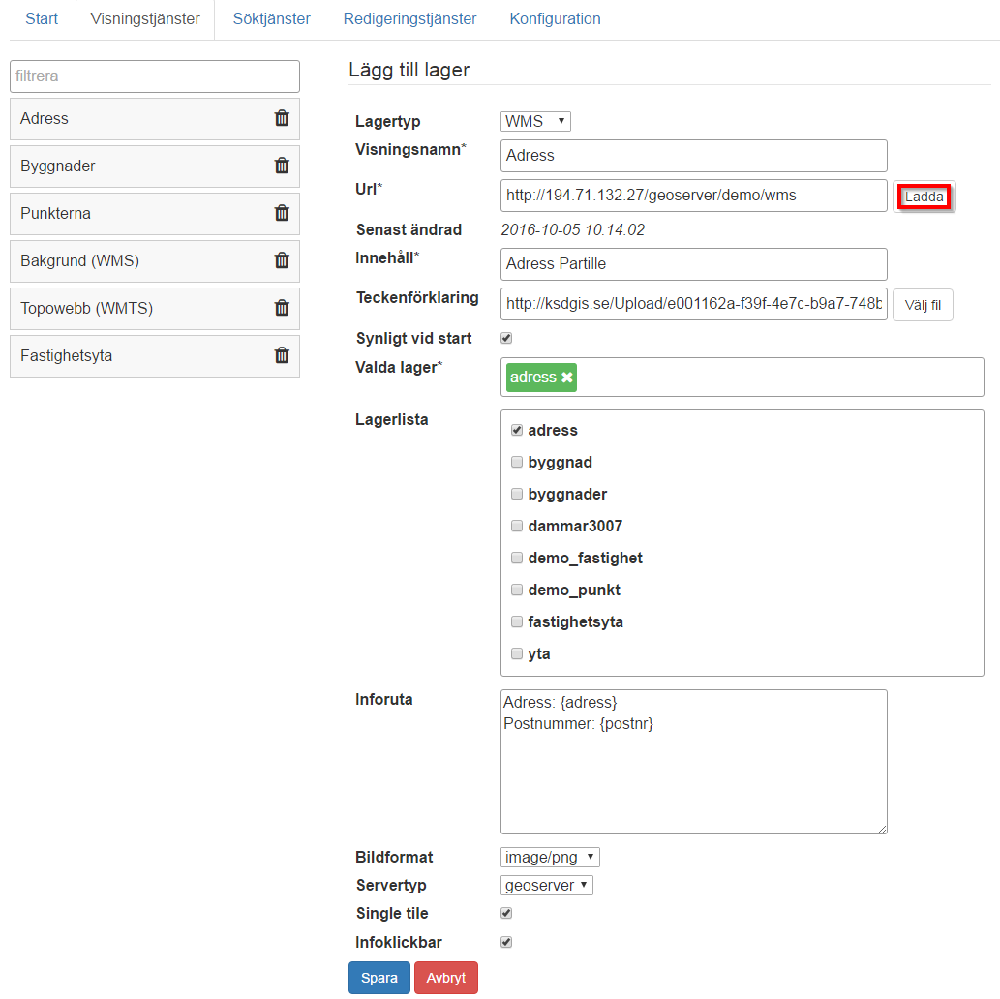 Start Visningstjänster Söktjänster Redigeringstjänster Konfiguration
filtrera
Adress
Byggnader
Punkterna
Bakgrund (WMS)
Topowebb (WMTS)
Fastighetsyta
Lägg till lager
Lagertyp WMS
Visningsnamn* Adress
Url* http://194.71.132.27/geoserver/demo/wms Ladda
Senast ändrad 2016-10-05 10:14:02
Innehåll* Adress Partille
Teckenförklaring http://ksdgis.se/Upload/e001162a-f39f-4e7c-b9a7-748b Välj fil
Synligt vid start
Valda lager* adress
Lagerlista
adress
byggnad
byggnader
dammar3007
demo_fastighet
demo_punkt
fastighetsyta
yta
Inforuta
Adress: {adress}
Postnummer: {postnr}
Bildformat image/png
Servertyp geoserver
Single tile
Infoklickbar
Spara Avbryt